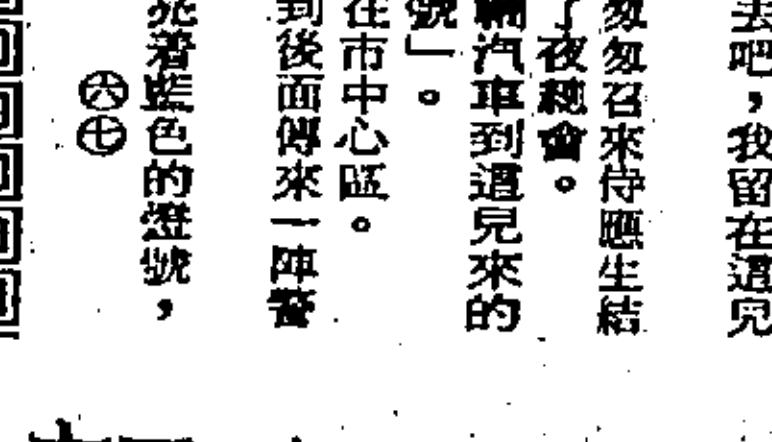 去吧，我留在這兒
匆匆召來侍應生結
了夜總會。
輛汽車到這兒來的
號」。
在市中心區。
到後面傳來一陣警
亮着藍色的燈號，
㊅㊆